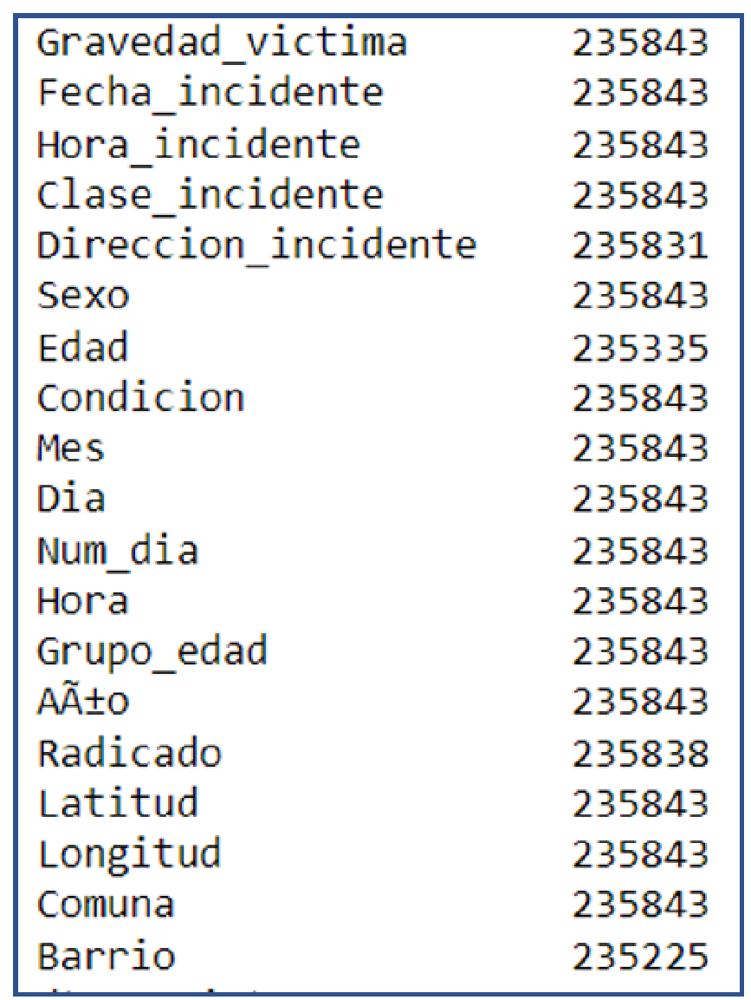 Gravedad_victima 235843
Fecha_incidente 235843
Hora_incidente 235843
Clase_incidente 235843
Direccion_incidente 235831
Sexo 235843
Edad 235335
Condicion 235843
Mes 235843
Dia 235843
Num_dia 235843
Hora 235843
Grupo_edad 235843
AÃ±o 235843
Radicado 235838
Latitud 235843
Longitud 235843
Comuna 235843
Barrio 235225